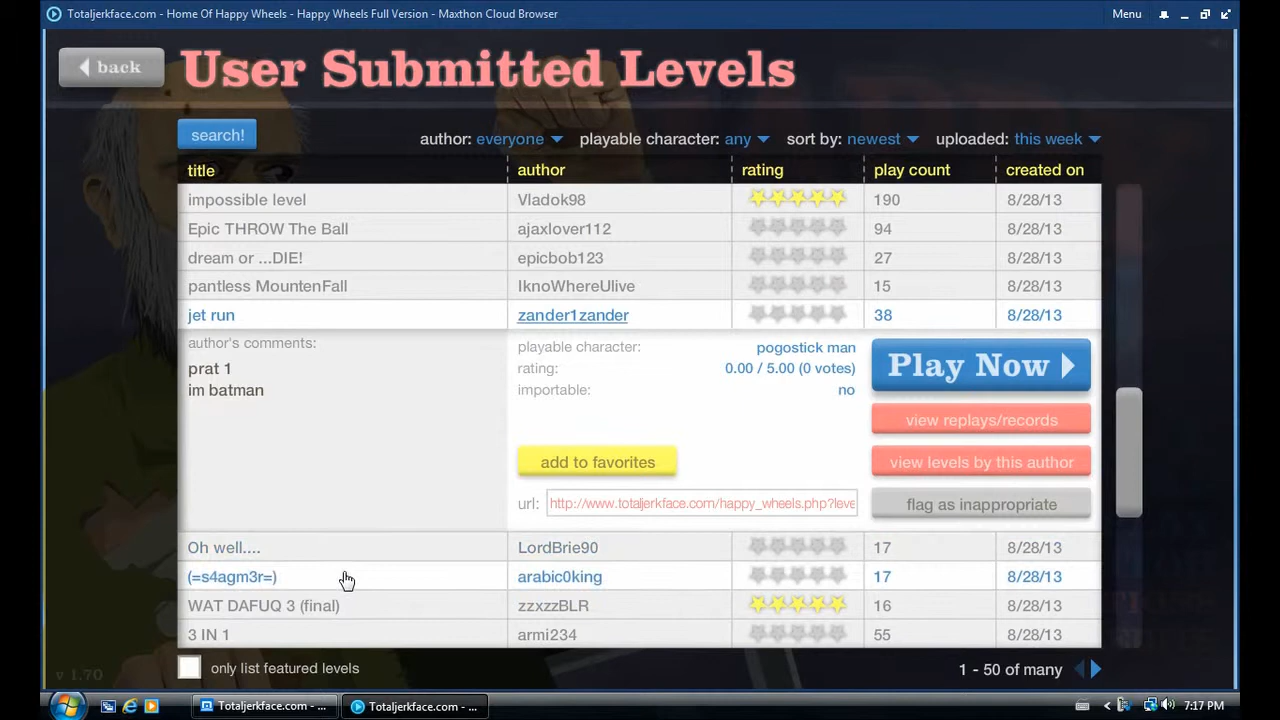 Totaljerkface.com - Home Of Happy Wheels - Happy Wheels Full Version - Maxthon Cloud Browser
Menu
back
User Submitted Levels
search!
author: everyone playable character: any sort by: newest uploaded: this week
title author rating play count created on
impossible level Vladok98 190 8/28/13
Epic THROW The Ball ajaxlover112 94 8/28/13
dream or ...DIE! epicbob123 27 8/28/13
pantless MountenFall IknoWhereUlive 15 8/28/13
jet run zander1zander 38 8/28/13
author's comments:
prat 1
im batman
playable character: pogostick man
rating: 0.00 / 5.00 (0 votes)
importable: no
add to favorites
url: http://www.totaljerkface.com/happy_wheels.php?leve
Play Now
view replays/records
view levels by this author
flag as inappropriate
Oh well.... LordBrie90 17 8/28/13
(=s4agm3r=) arabic0king 17 8/28/13
WAT DAFUQ 3 (final) zzxzzBLR 16 8/28/13
3 IN 1 armi234 55 8/28/13
only list featured levels
1 - 50 of many
v 1.70
Totaljerkface.com - ...
Totaljerkface.com - ...
7:17 PM